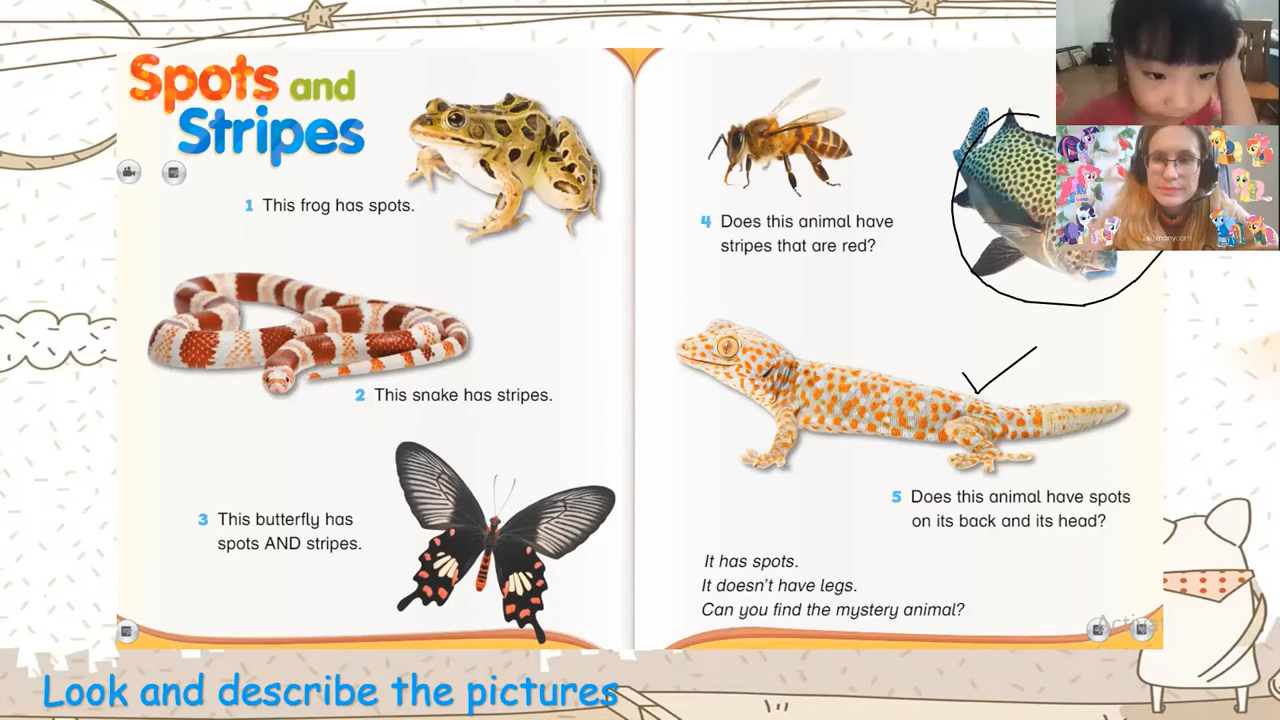 Spots and
Stripes
1 This frog has spots.
2 This snake has stripes.
3 This butterfly has
spots AND stripes.
4 Does this animal have
stripes that are red?
5 Does this animal have spots
on its back and its head?
It has spots.
It doesn't have legs.
Can you find the mystery animal?
manycam
Look and describe the pictures